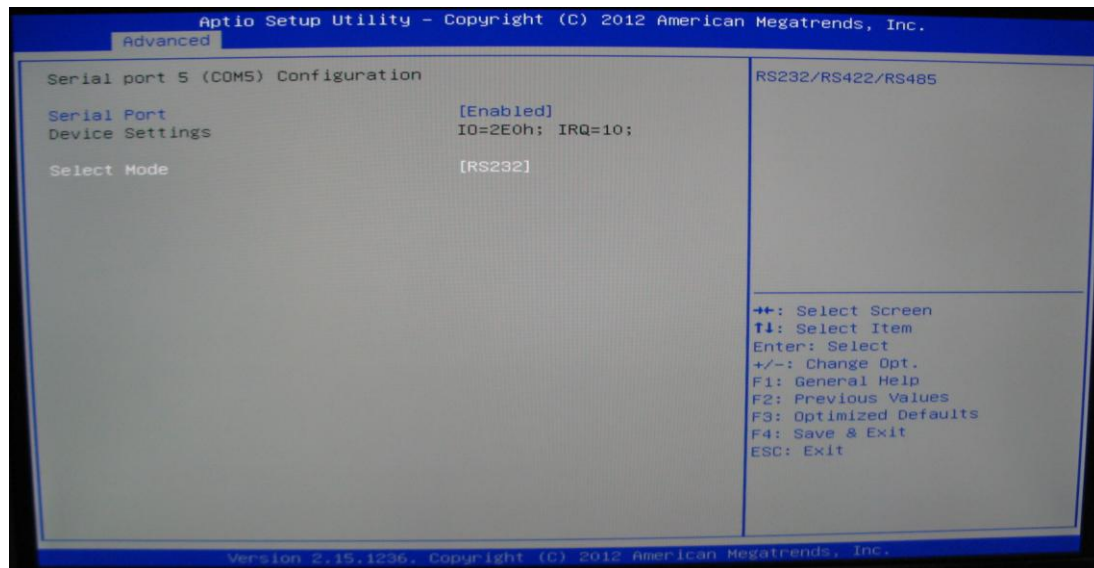 Aptio Setup Utility – Copyright (C) 2012 American Megatrends, Inc.
Advanced
Serial port 5 (COM5) Configuration
Serial Port [Enabled]
Device Settings IO=2E0h; IRQ=10;
Select Mode [RS232]
RS232/RS422/RS485
→←: Select Screen
↑↓: Select Item
Enter: Select
+/-: Change Opt.
F1: General Help
F2: Previous Values
F3: Optimized Defaults
F4: Save & Exit
ESC: Exit
Version 2.15.1236. Copyright (C) 2012 American Megatrends, Inc.